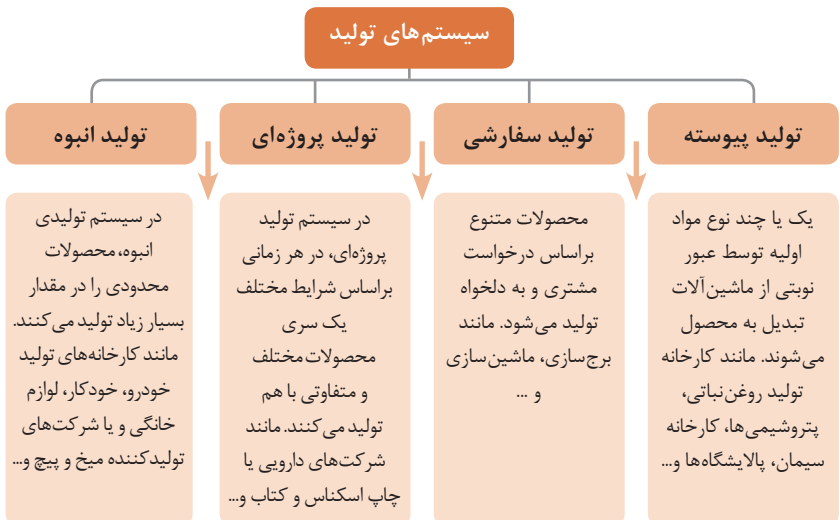 سیستم‌های تولید
تولید پیوسته
یک یا چند نوع مواد
اولیه توسط عبور
نوبتی از ماشین‌آلات
تبدیل به محصول
می‌شوند. مانند کارخانه
تولید روغن‌نباتی،
پتروشیمی‌ها، کارخانه
سیمان، پالایشگاه‌ها و...
تولید سفارشی
محصولات متنوع
براساس درخواست
مشتری و به دلخواه
تولید می‌شود. مانند
برج‌سازی، ماشین‌سازی
و ...
تولید پروژه‌ای
در سیستم تولید
پروژه‌ای، در هر زمانی
براساس شرایط مختلف
یک سری
محصولات مختلف
و متفاوتی با هم
تولید می‌کنند. مانند
شرکت‌های دارویی یا
چاپ اسکناس و کتاب و...
تولید انبوه
در سیستم تولیدی
انبوه، محصولات
محدودی را در مقدار
بسیار زیاد تولید می‌کنند.
مانند کارخانه‌های تولید
خودرو، خودکار، لوازم
خانگی و یا شرکت‌های
تولیدکننده میخ و پیچ و...